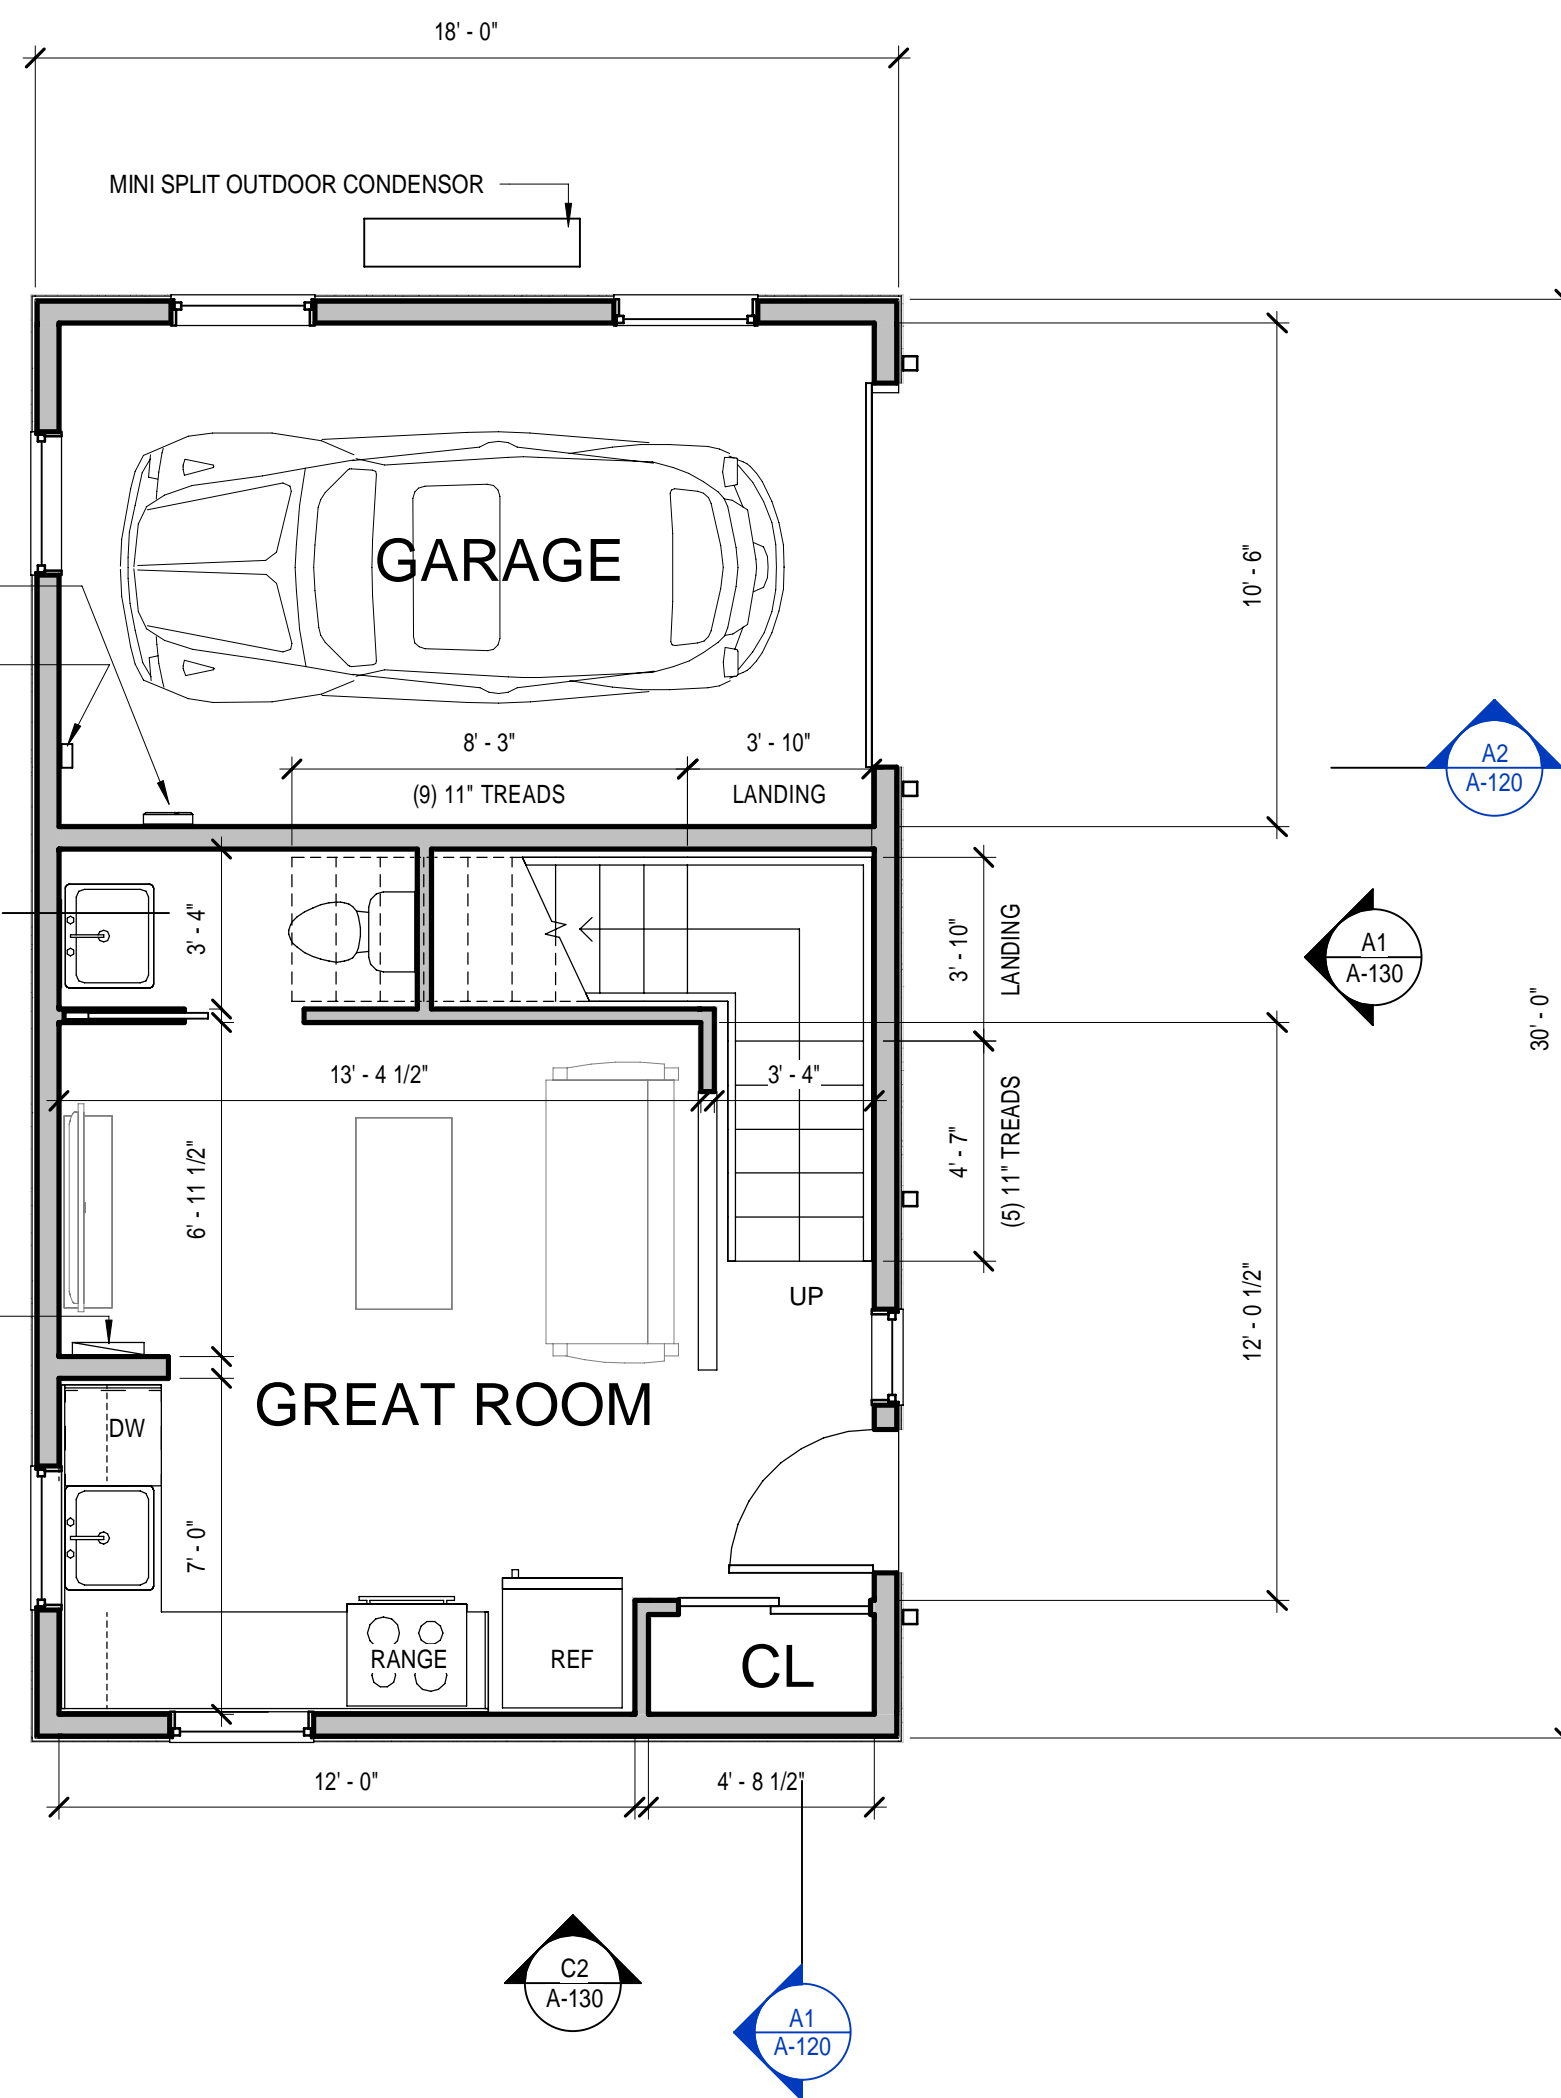 18' - 0"
MINI SPLIT OUTDOOR CONDENSOR
GARAGE
10' - 6"
8' - 3"
3' - 10"
(9) 11" TREADS
LANDING
A2
A-120
3' - 4"
3' - 10"
LANDING
A1
A-130
30' - 0"
13' - 4 1/2"
3' - 4"
6' - 11 1/2"
4' - 7"
(5) 11" TREADS
UP
12' - 0 1/2"
GREAT ROOM
DW
7' - 0"
RANGE
REF
CL
12' - 0"
4' - 8 1/2"
C2
A-130
A1
A-120